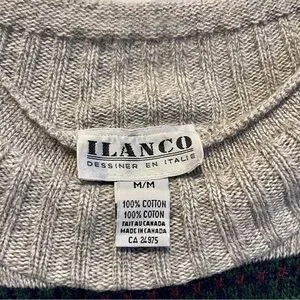 ILANCO
DESSINER EN ITALIE
M/M
100% COTTON
100% COTON
FAIT AU CANADA
MADE IN CANADA
CA 24975